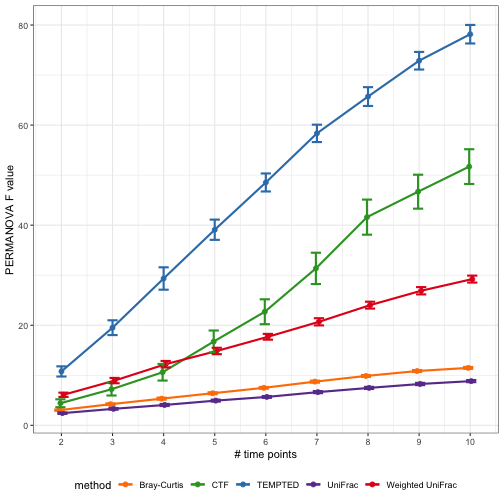 PERMANOVA F value
80
60
40
20
0
2 3 4 5 6 7 8 9 10
# time points
method Bray-Curtis CTF TEMPTED UniFrac Weighted UniFrac